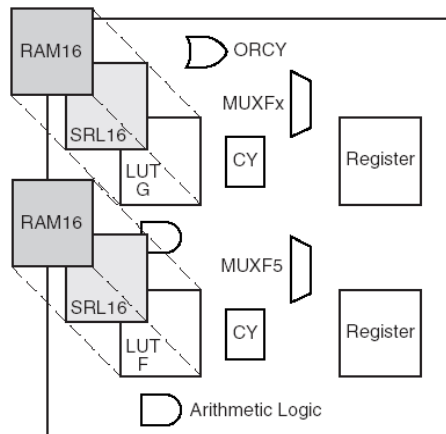 RAM16
ORCY
SRL16
MUXFx
LUT
G
CY
Register
RAM16
SRL16
MUXF5
LUT
F
CY
Register
Arithmetic Logic